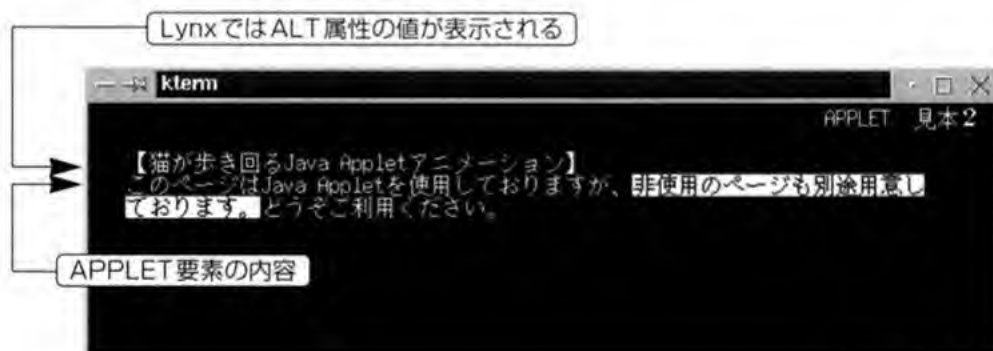 LynxではALT属性の値が表示される
kterm
APPLET 見本2
【猫が歩き回るJava Appletアニメーション】
このページはJava Appletを使用しておりますが、非使用のページも別途用意し
ております。どうぞご利用ください。
APPLET要素の内容